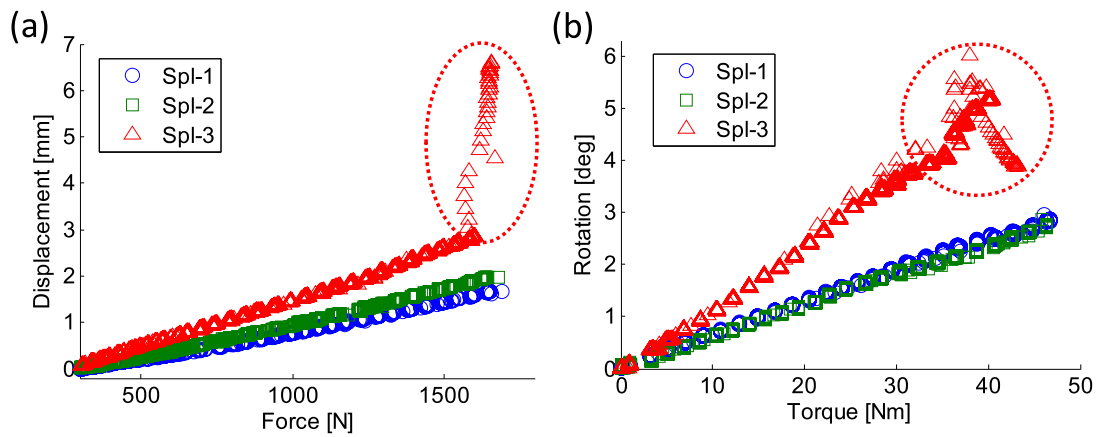 (a)
7
6
5
4
3
2
1
0
Displacement [mm]
Spl-1
Spl-2
Spl-3
500
1000
1500
Force [N]
(b)
6
5
4
3
2
1
0
Rotation [deg]
Spl-1
Spl-2
Spl-3
0
10
20
30
40
50
Torque [Nm]